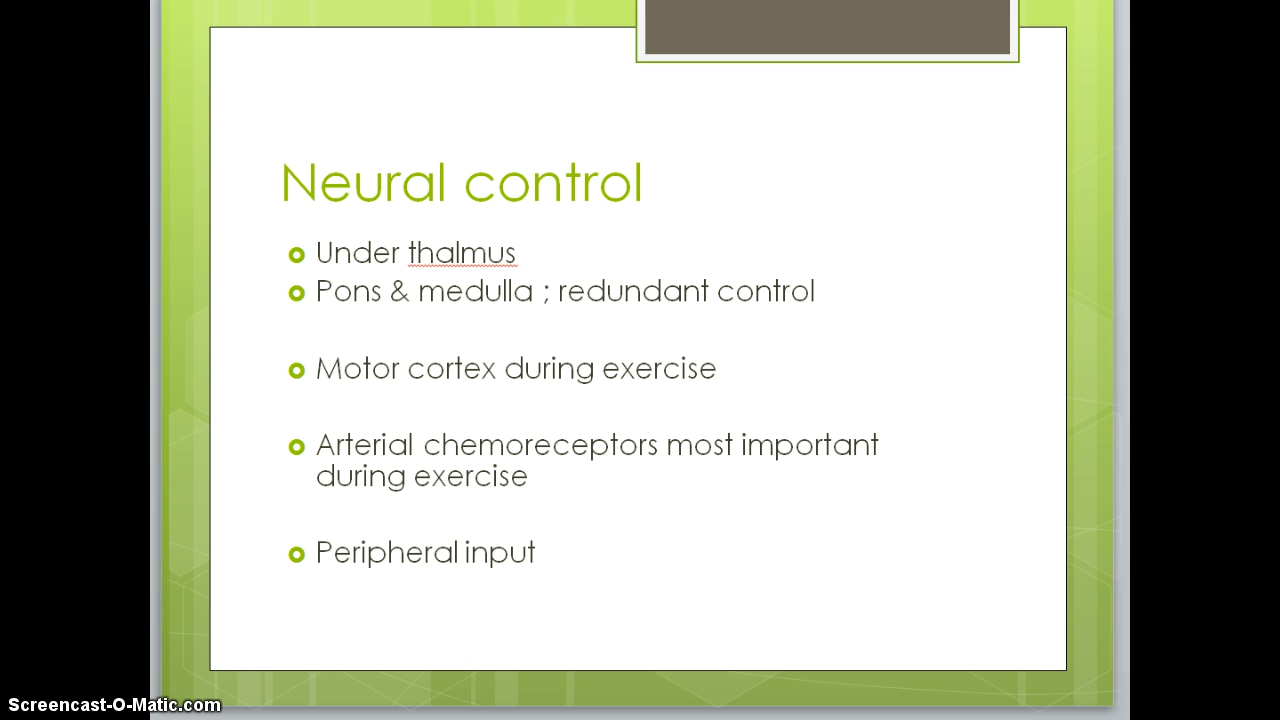 Neural control
Under thalmus
Pons & medulla ; redundant control
Motor cortex during exercise
Arterial chemoreceptors most important
during exercise
Peripheral input
Screencast-O-Matic.com